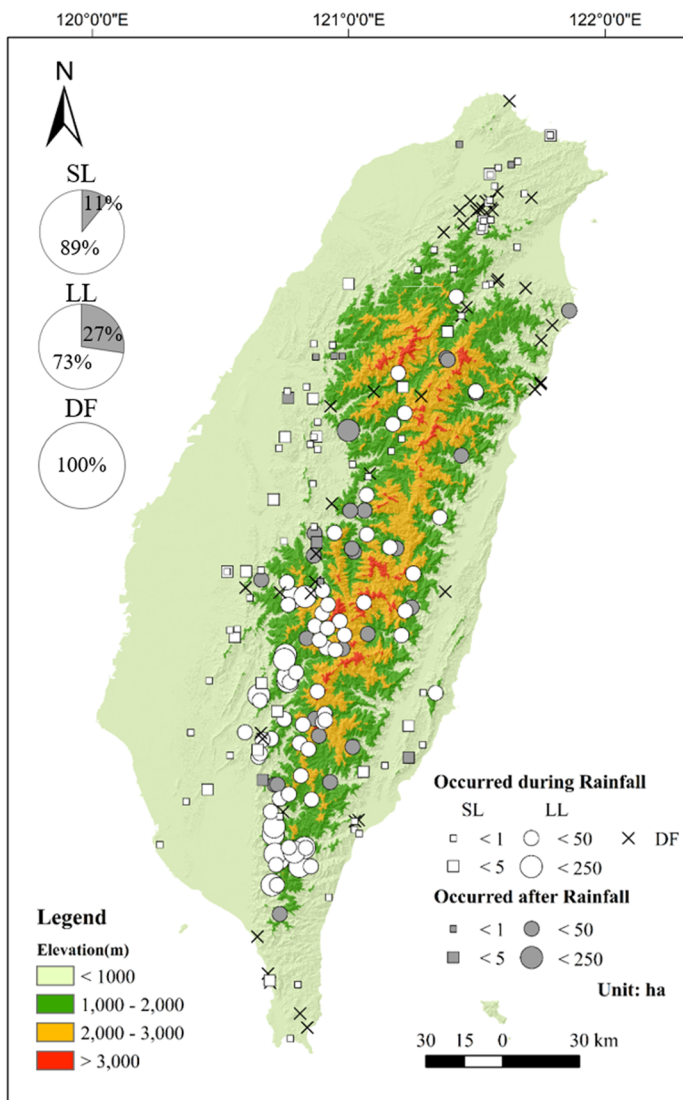 120°0'0"E 121°0'0"E 122°0'0"E
N
SL
11%
89%
LL
27%
73%
DF
100%
Occurred during Rainfall
SL LL
< 1 < 50 DF
< 5 < 250
Occurred after Rainfall
< 1 < 50
< 5 < 250
Unit: ha
Legend
Elevation(m)
< 1000
1,000 - 2,000
2,000 - 3,000
> 3,000
30 15 0 30 km